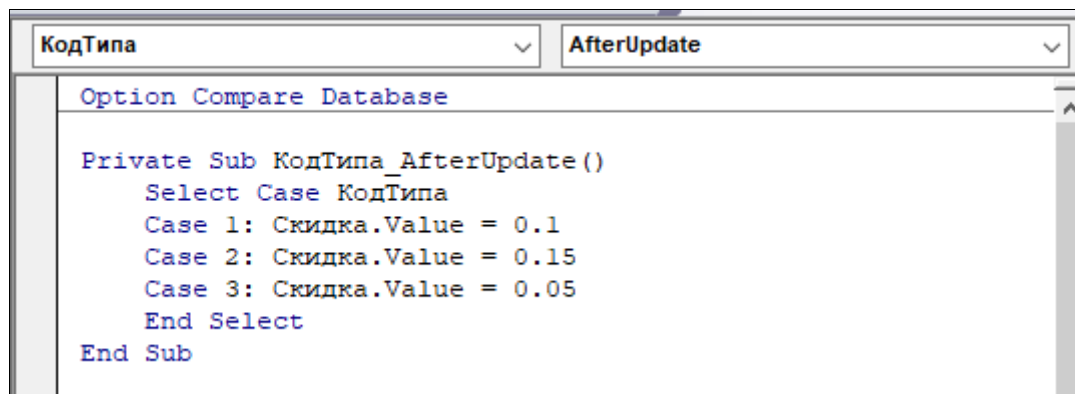 КодТипа
AfterUpdate
Option Compare Database
Private Sub КодТипа_AfterUpdate()
Select Case КодТипа
Case 1: Скидка.Value = 0.1
Case 2: Скидка.Value = 0.15
Case 3: Скидка.Value = 0.05
End Select
End Sub